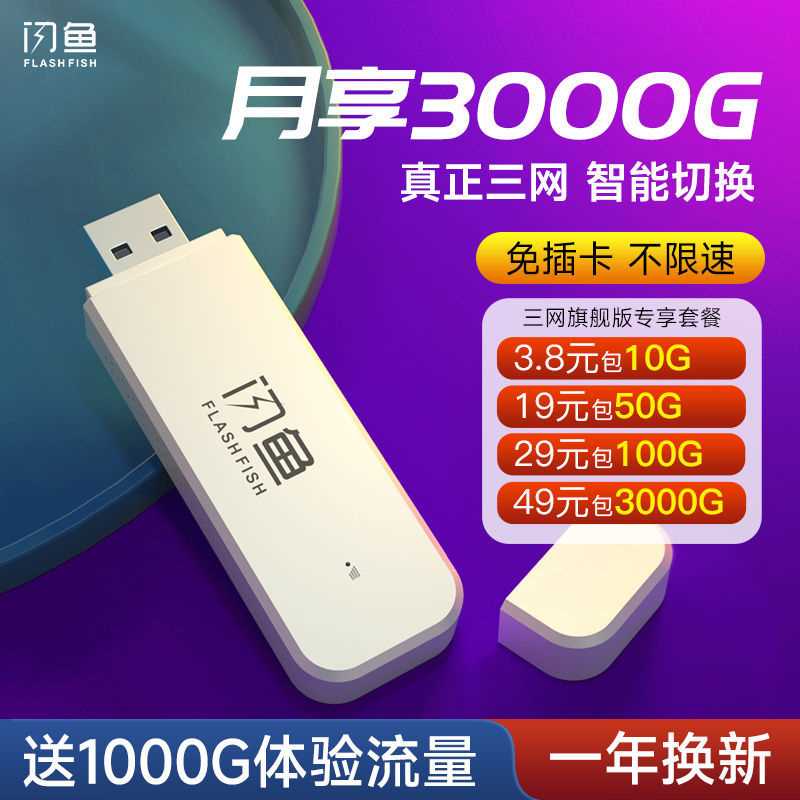 闪鱼
FLASHFISH
月享3000G
真正三网 智能切换
免插卡 不限速
三网旗舰版专享套餐
3.8元包10G
19元包50G
29元包100G
49元包3000G
闪鱼
FLASHFISH
送1000G体验流量
一年换新